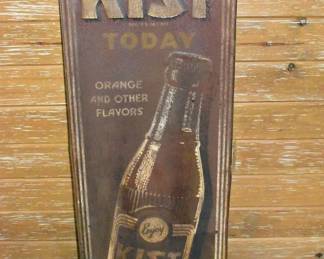 KIST
TODAY
ORANGE
AND OTHER
FLAVORS
Enjoy
KIST